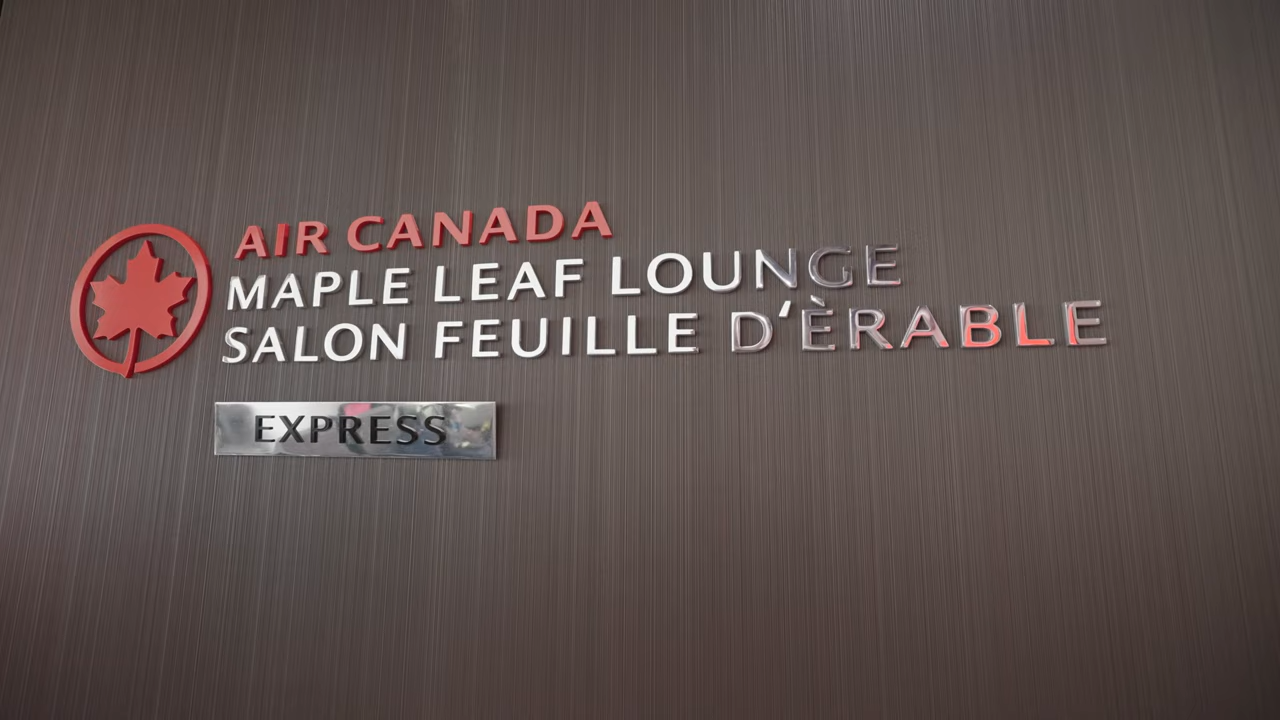 AIR CANADA
MAPLE LEAF LOUNGE
SALON FEUILLE D‘ÈRABLE
EXPRESS